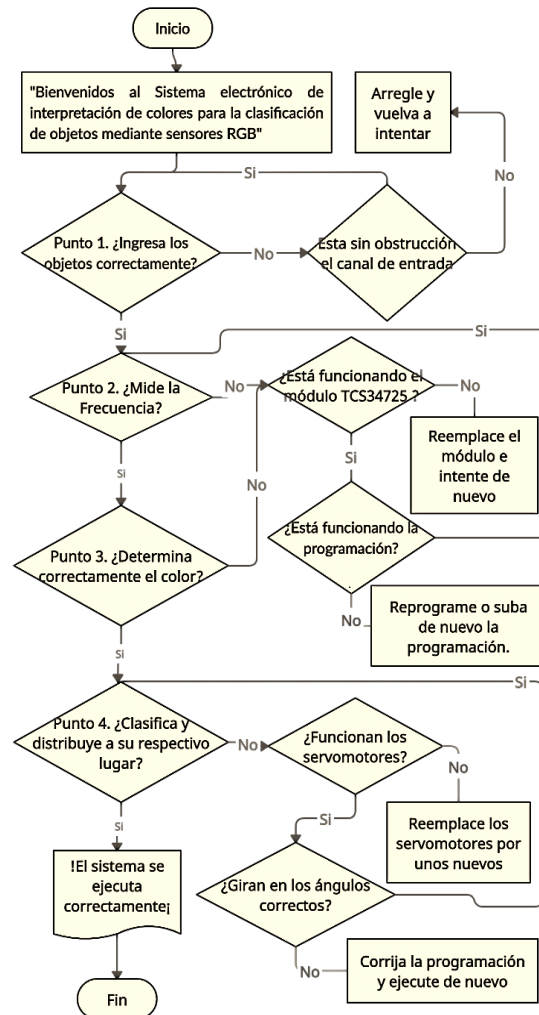 Inicio
"Bienvenidos al Sistema electrónico de
interpretación de colores para la clasificación
de objetos mediante sensores RGB"
Arregle y
vuelva a
intentar
Si
No
Punto 1. ¿Ingresa los
objetos correctamente?
No
Esta sin obstrucción
el canal de entrada
Si
Si
Punto 2. ¿Mide la
Frecuencia?
No
¿Está funcionando el
módulo TCS34725 ?
No
Reemplace el
módulo e
intente de
nuevo
Si
Si
No
Punto 3. ¿Determina
correctamente el color?
¿Está funcionando la
programación?
No
Reprograme o suba
de nuevo la
programación.
Si
Si
Punto 4. ¿Clasifica y
distribuye a su respectivo
lugar?
No
¿Funcionan los
servomotores?
No
Reemplace los
servomotores por
unos nuevos
Si
Si
!El sistema se
ejecuta
correctamente¡
¿Giran en los ángulos
correctos?
No
Corrija la programación
y ejecute de nuevo
Fin